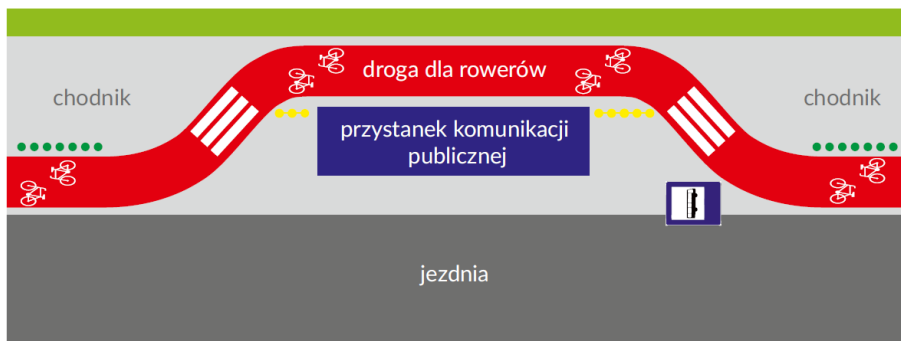 droga dla rowerów
chodnik
chodnik
przystanek komunikacji
publicznej
jezdnia